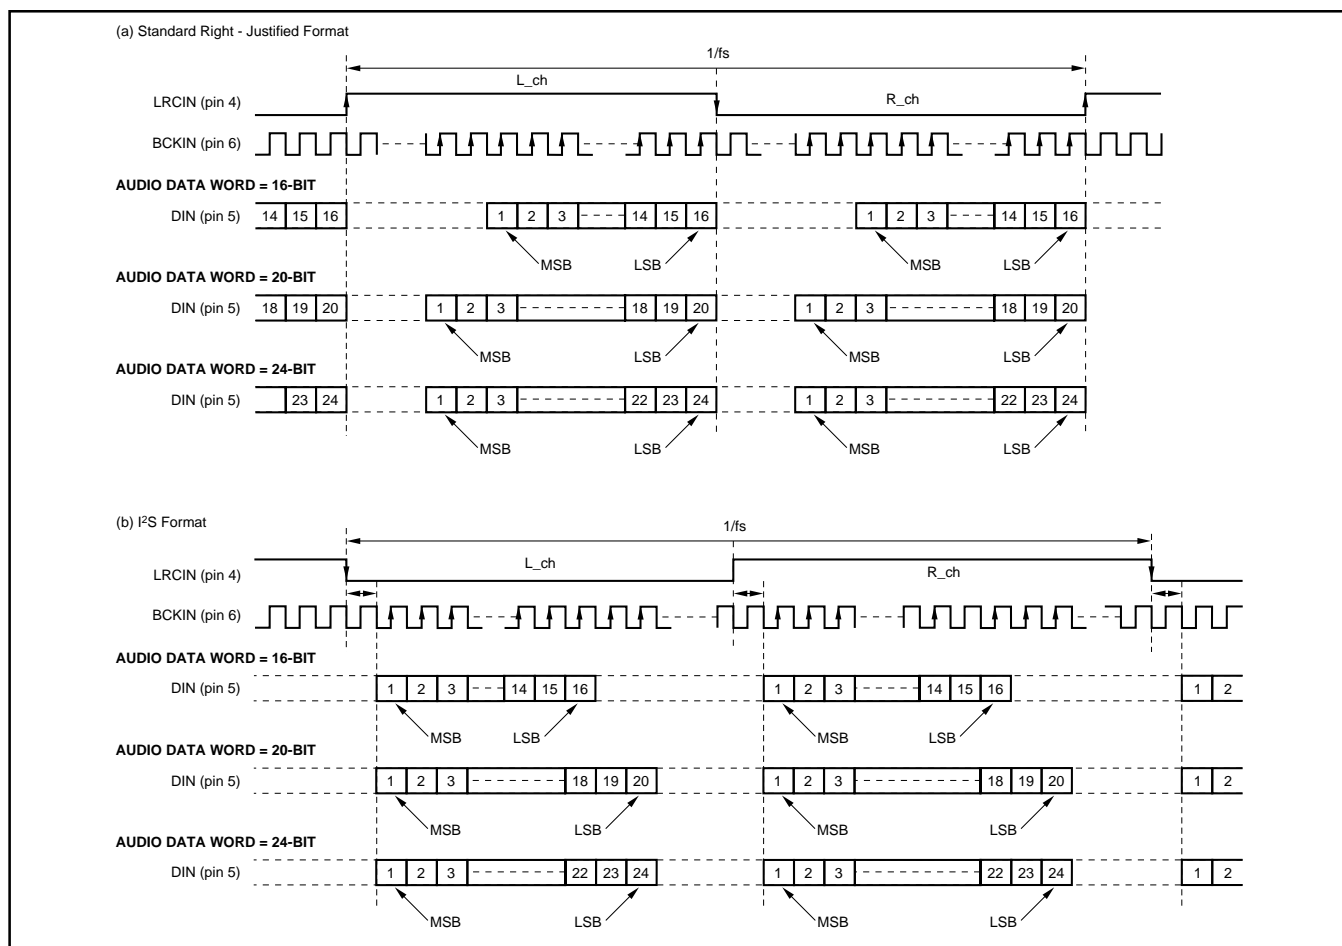 (a) Standard Right - Justified Format
1/fs
L_ch
LRCIN (pin 4)
R_ch
BCKIN (pin 6)
AUDIO DATA WORD = 16-BIT
DIN (pin 5) 14 15 16 1 2 3 14 15 16 1 2 3 14 15 16
MSB LSB MSB LSB
AUDIO DATA WORD = 20-BIT
DIN (pin 5) 18 19 20 1 2 3 18 19 20 1 2 3 18 19 20
MSB LSB MSB LSB
AUDIO DATA WORD = 24-BIT
DIN (pin 5) 23 24 1 2 3 22 23 24 1 2 3 22 23 24
MSB LSB MSB LSB
(b) I²S Format
1/fs
L_ch
LRCIN (pin 4)
R_ch
BCKIN (pin 6)
AUDIO DATA WORD = 16-BIT
DIN (pin 5) 1 2 3 14 15 16 1 2 3 14 15 16 1 2
MSB LSB MSB LSB
AUDIO DATA WORD = 20-BIT
DIN (pin 5) 1 2 3 18 19 20 1 2 3 18 19 20 1 2
MSB LSB MSB LSB
AUDIO DATA WORD = 24-BIT
DIN (pin 5) 1 2 3 22 23 24 1 2 3 22 23 24 1 2
MSB LSB MSB LSB